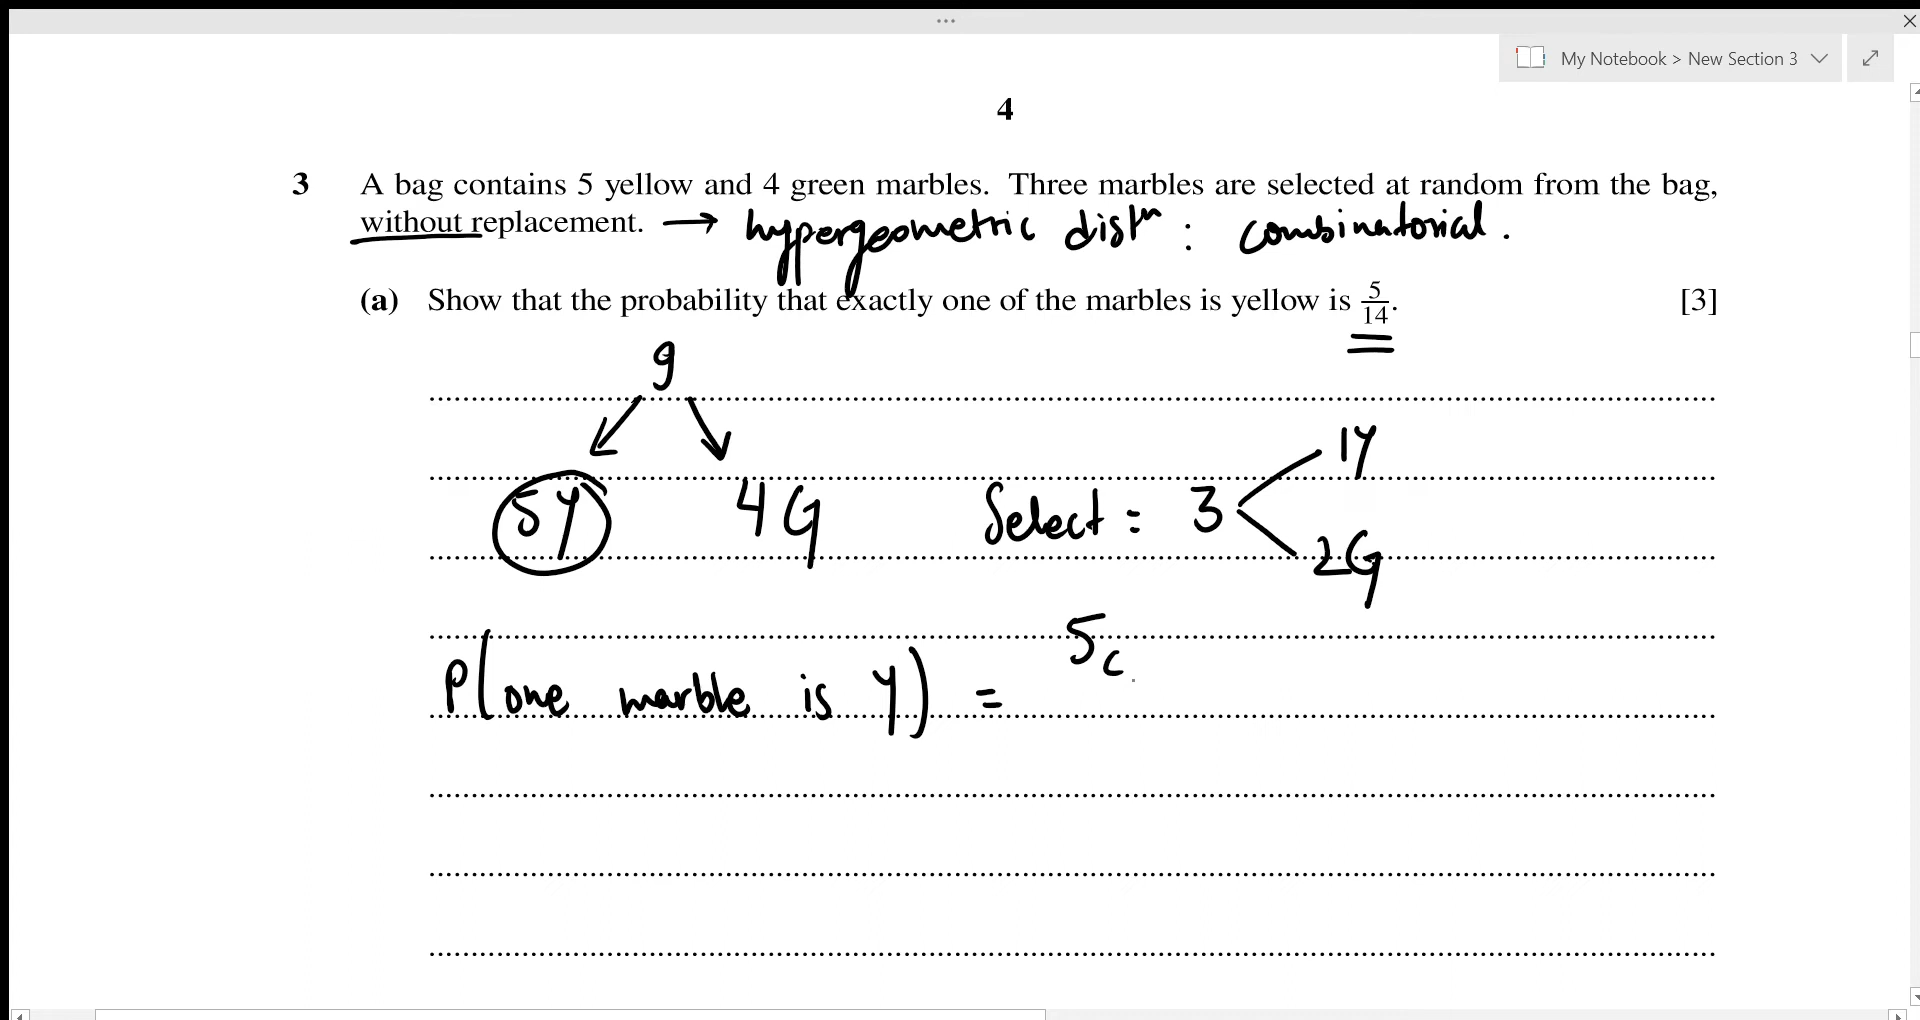 My Notebook > New Section 3
4
3 A bag contains 5 yellow and 4 green marbles. Three marbles are selected at random from the bag,
without replacement. → hypergeometric distⁿ : combinatorial.
(a) Show that the probability that exactly one of the marbles is yellow is 5/14. [3]
9
1Y
5Y 4G Select = 3
2G
5c
P(one marble is Y) =